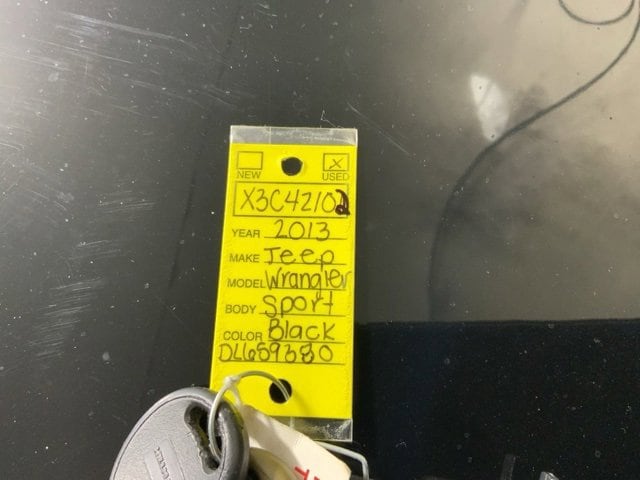 NEW USED
X3C42102
YEAR 2013
MAKE Jeep
MODEL Wrangler
BODY Sport
COLOR Black
DL659380